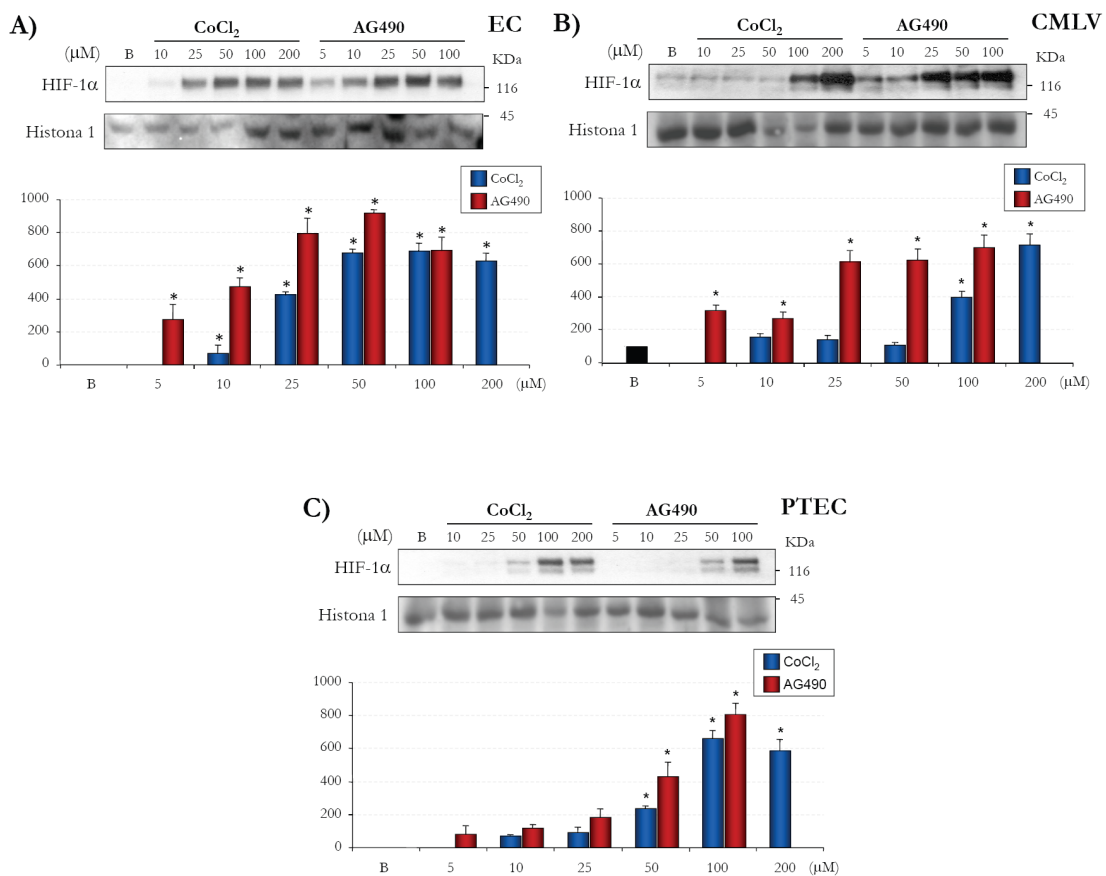 A) CoCl₂ AG490 EC
(µM) B 10 25 50 100 200 5 10 25 50 100 KDa
HIF-1α 116
45
Histona 1
CoCl₂
AG490
1000
800
600
400
200
0
B 5 10 25 50 100 200 (µM)
* * * * * * * * * *
B) CoCl₂ AG490 CMLV
(µM) B 10 25 50 100 200 5 10 25 50 100 KDa
HIF-1α 116
45
Histona 1
CoCl₂
AG490
1000
800
600
400
200
0
B 5 10 25 50 100 200 (µM)
* * * * * * *
C) CoCl₂ AG490 PTEC
(µM) B 10 25 50 100 200 5 10 25 50 100 KDa
HIF-1α 116
45
Histona 1
CoCl₂
AG490
1000
800
600
400
200
0
B 5 10 25 50 100 200 (µM)
* * * * *